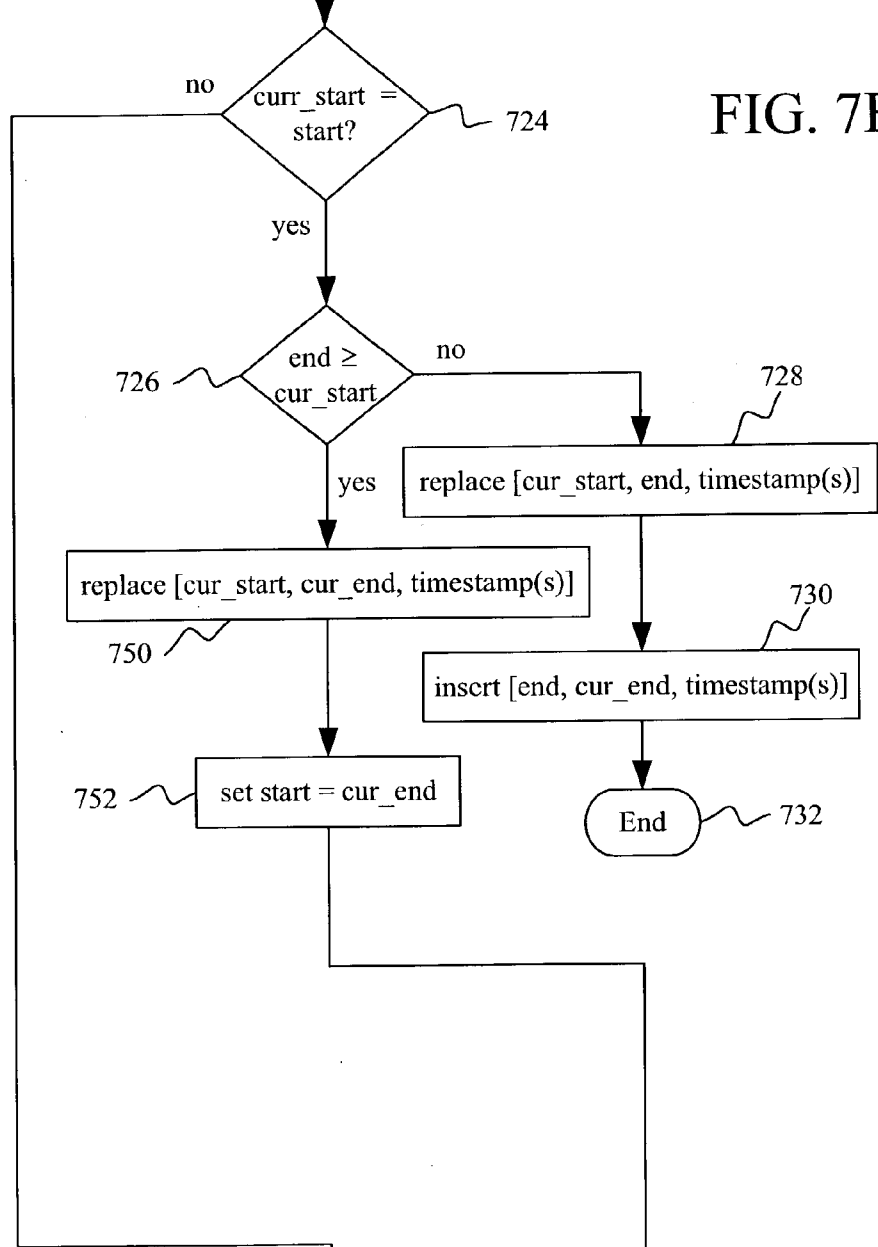 no
curr_start =
start?
724
FIG. 7B
yes
726
end ≥
cur_start
no
728
yes
replace [cur_start, end, timestamp(s)]
replace [cur_start, cur_end, timestamp(s)]
750
730
insert [end, cur_end, timestamp(s)]
752
set start = cur_end
End
732